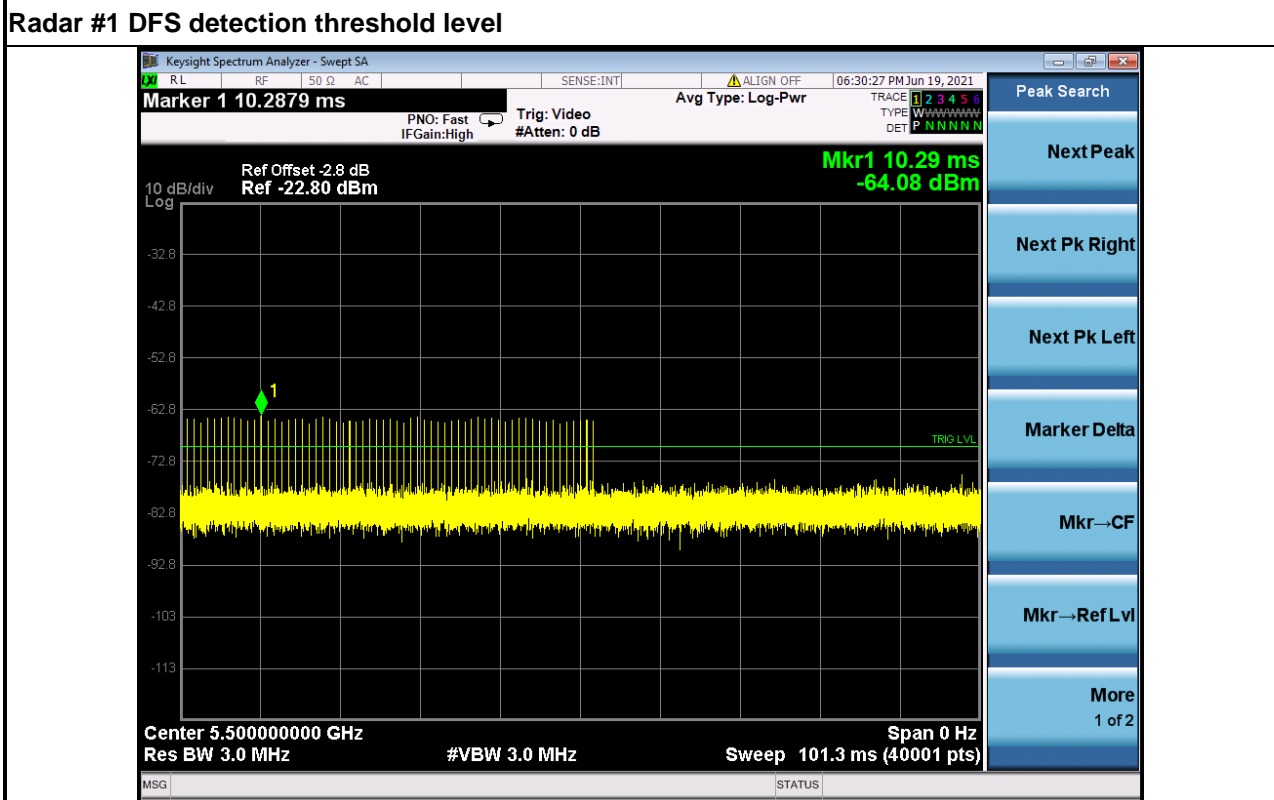 Radar #1 DFS detection threshold level
Keysight Spectrum Analyzer - Swept SA
LXI RL RF 50 Ω AC SENSE:INT ALIGN OFF 06:30:27 PM Jun 19, 2021
Marker 1 10.2879 ms
PNO: Fast
IFGain:High
Trig: Video
#Atten: 0 dB
Avg Type: Log-Pwr
TRACE 1 2 3 4 5 6
TYPE WWWWWW
DET P N N N N N
Mkr1 10.29 ms
-64.08 dBm
Ref Offset -2.8 dB
10 dB/div Ref -22.80 dBm
Log
-32.8
-42.8
-52.8
1
-62.8
TRIG LVL
-72.8
-82.8
-92.8
-103
-113
Center 5.500000000 GHz Span 0 Hz
Res BW 3.0 MHz #VBW 3.0 MHz Sweep 101.3 ms (40001 pts)
MSG STATUS
Peak Search
Next Peak
Next Pk Right
Next Pk Left
Marker Delta
Mkr→CF
Mkr→Ref Lvl
More
1 of 2